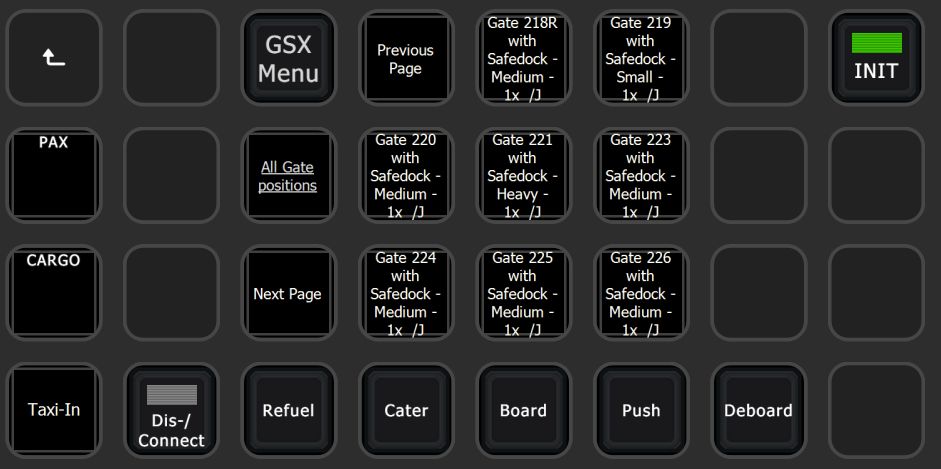 GSX
Menu
Previous
Page
Gate 218R
with
Safedock -
Medium -
1x /J
Gate 219
with
Safedock -
Small -
1x /J
INIT
PAX
All Gate
positions
Gate 220
with
Safedock -
Medium -
1x /J
Gate 221
with
Safedock -
Heavy -
1x /J
Gate 223
with
Safedock -
Medium -
1x /J
CARGO
Next Page
Gate 224
with
Safedock -
Medium -
1x /J
Gate 225
with
Safedock -
Medium -
1x /J
Gate 226
with
Safedock -
Medium -
1x /J
Taxi-In
Dis-/
Connect
Refuel
Cater
Board
Push
Deboard